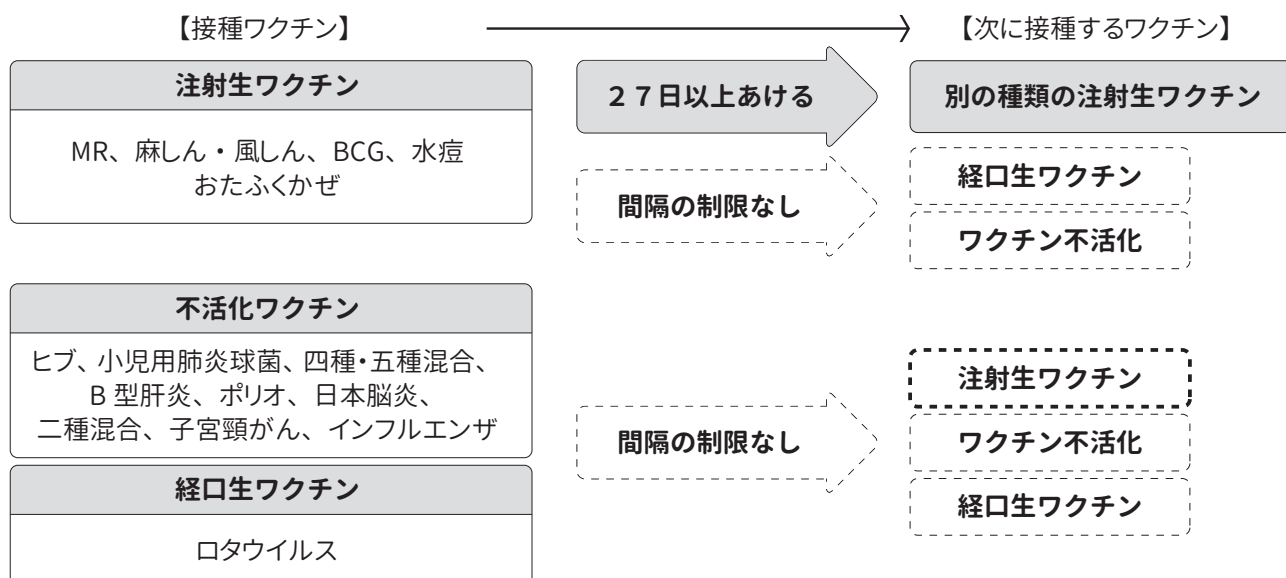 【接種ワクチン】
【次に接種するワクチン】
注射生ワクチン
MR、麻しん・風しん、BCG、水痘
おたふくかぜ
27日以上あける
別の種類の注射生ワクチン
間隔の制限なし
経口生ワクチン
ワクチン不活化
不活化ワクチン
ヒブ、小児用肺炎球菌、四種・五種混合、
B型肝炎、ポリオ、日本脳炎、
二種混合、子宮頸がん、インフルエンザ
経口生ワクチン
ロタウイルス
間隔の制限なし
注射生ワクチン
ワクチン不活化
経口生ワクチン